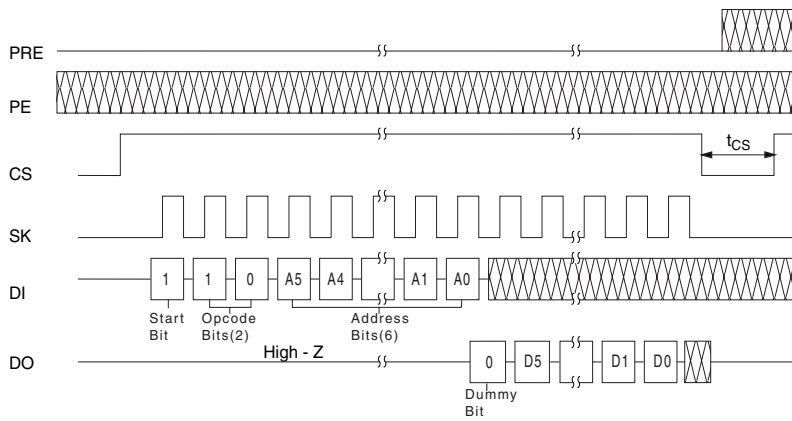 PRE
PE
CS
tCS
SK
DI
1 1 0 A5 A4 A1 A0
Start
Bit
Opcode
Bits(2)
Address
Bits(6)
DO
High - Z
0 D5 D1 D0
Dummy
Bit